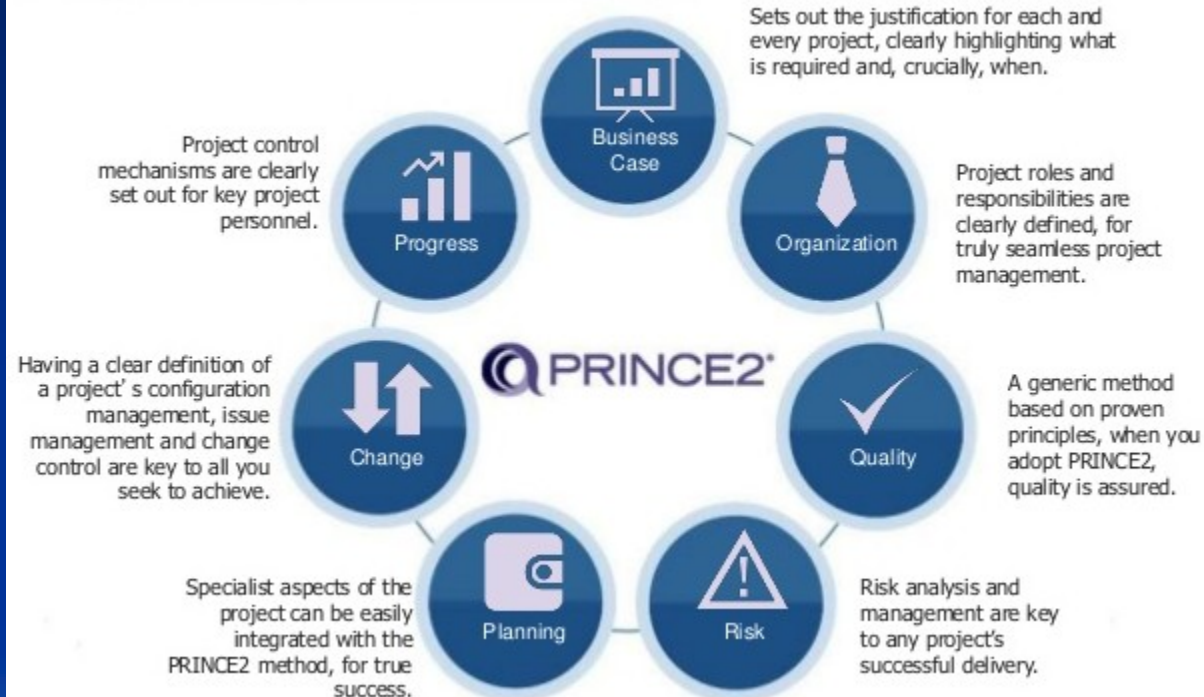 Sets out the justification for each and
every project, clearly highlighting what
is required and, crucially, when.
Business
Case
Project roles and
responsibilities are
clearly defined, for
truly seamless project
management.
Organization
A generic method
based on proven
principles, when you
adopt PRINCE2,
quality is assured.
Quality
Risk analysis and
management are key
to any project's
successful delivery.
Risk
Specialist aspects of the
project can be easily
integrated with the
PRINCE2 method, for true
success.
Planning
Having a clear definition of
a project's configuration
management, issue
management and change
control are key to all you
seek to achieve.
Change
Project control
mechanisms are clearly
set out for key project
personnel.
Progress
PRINCE2